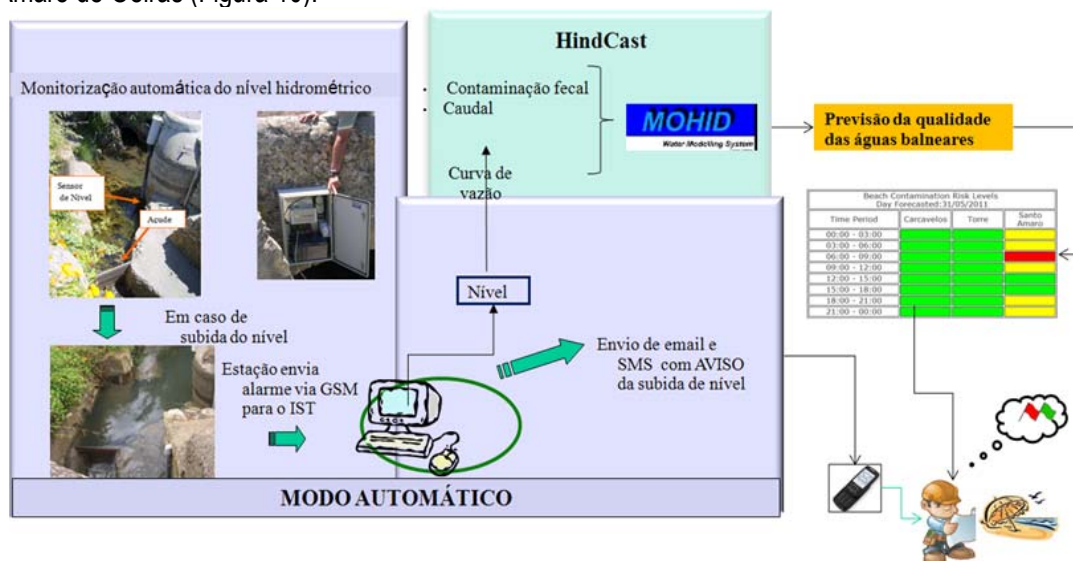 HindCast
Monitorização automática do nível hidrométrico
Sensor
de Nível
Açude
Em caso de
subida do nível
Estação envia
alarme via GSM
para o IST
Contaminação fecal
Caudal
MOHID
Water Modelling System
Curva de
vazão
Nível
Envio de email e
SMS com AVISO
da subida de nível
MODO AUTOMÁTICO
Previsão da qualidade
das águas balneares
Beach Contamination Risk Levels
Day Forecasted:31/05/2011
Time Period Carcavelos Torre Santo Amaro
00:00 - 03:00
03:00 - 06:00
06:00 - 09:00
09:00 - 12:00
12:00 - 15:00
15:00 - 18:00
18:00 - 21:00
21:00 - 00:00